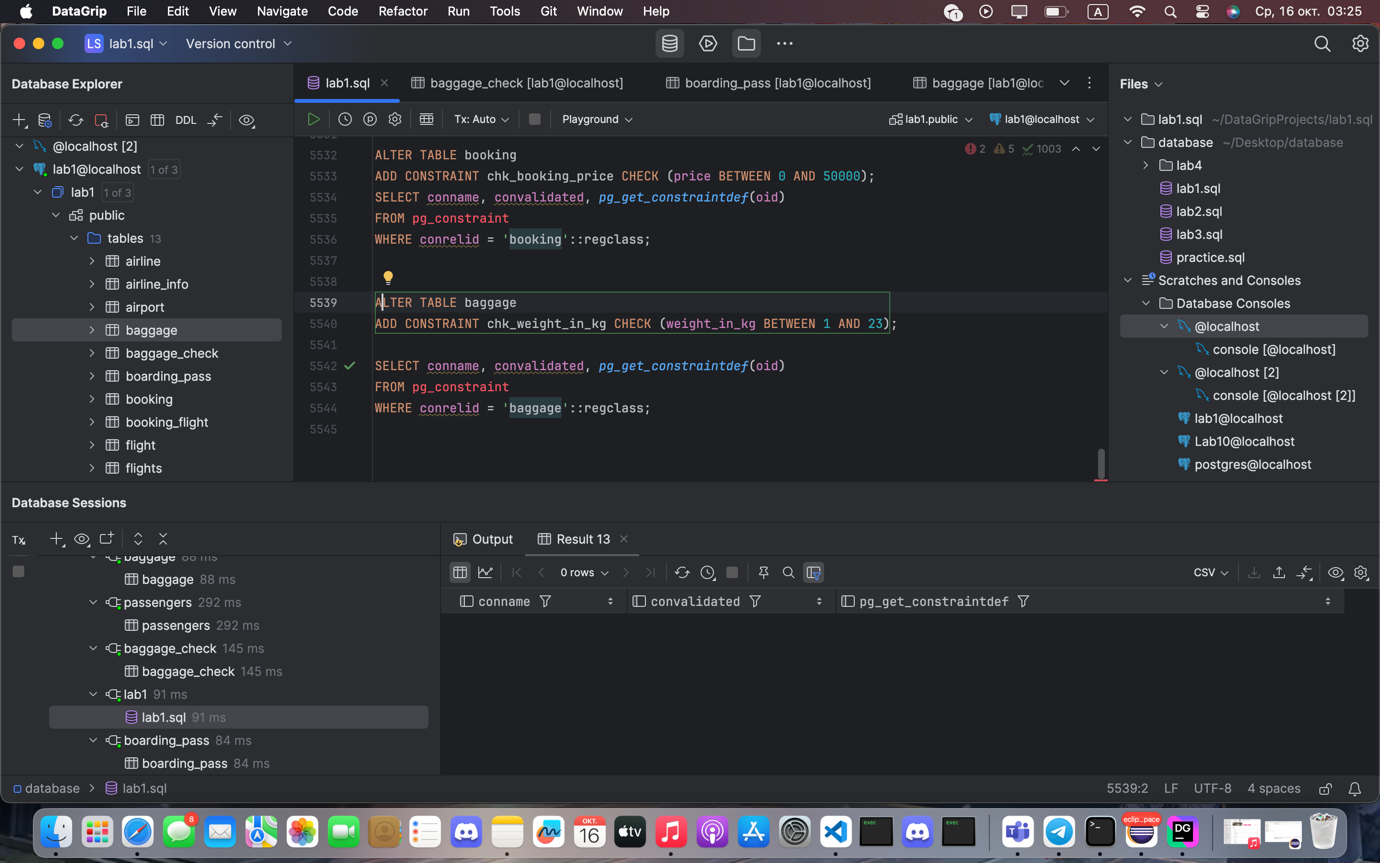 DataGrip File Edit View Navigate Code Refactor Run Tools Git Window Help
1
A
Ср, 16 окт. 03:25
LS lab1.sql Version control
Database Explorer
lab1.sql baggage_check [lab1@localhost] boarding_pass [lab1@localhost] baggage [lab1@loc
Files
DDL
Tx: Auto Playground lab1.public lab1@localhost
@localhost [2]
lab1@localhost 1 of 3
lab1 1 of 3
public
tables 13
airline
airline_info
airport
baggage
baggage_check
boarding_pass
booking
booking_flight
flight
flights
2 5 1003
5532 ALTER TABLE booking
5533 ADD CONSTRAINT chk_booking_price CHECK (price BETWEEN 0 AND 50000);
5534 SELECT conname, convalidated, pg_get_constraintdef(oid)
5535 FROM pg_constraint
5536 WHERE conrelid = 'booking'::regclass;
5537
5538
5539 ALTER TABLE baggage
5540 ADD CONSTRAINT chk_weight_in_kg CHECK (weight_in_kg BETWEEN 1 AND 23);
5541
5542 SELECT conname, convalidated, pg_get_constraintdef(oid)
5543 FROM pg_constraint
5544 WHERE conrelid = 'baggage'::regclass;
5545
lab1.sql ~/DataGripProjects/lab1.sql
database ~/Desktop/database
lab4
lab1.sql
lab2.sql
lab3.sql
practice.sql
Scratches and Consoles
Database Consoles
@localhost
console [@localhost]
@localhost [2]
console [@localhost [2]]
lab1@localhost
Lab10@localhost
postgres@localhost
Database Sessions
Tx
baggage 88 ms
baggage 88 ms
passengers 292 ms
passengers 292 ms
baggage_check 145 ms
baggage_check 145 ms
lab1 91 ms
lab1.sql 91 ms
boarding_pass 84 ms
boarding_pass 84 ms
Output Result 13
0 rows
CSV
conname convalidated pg_get_constraintdef
database lab1.sql
5539:2 LF UTF-8 4 spaces
8
ОКТ.
16
tv
exec
exec
eclip_pace
DG